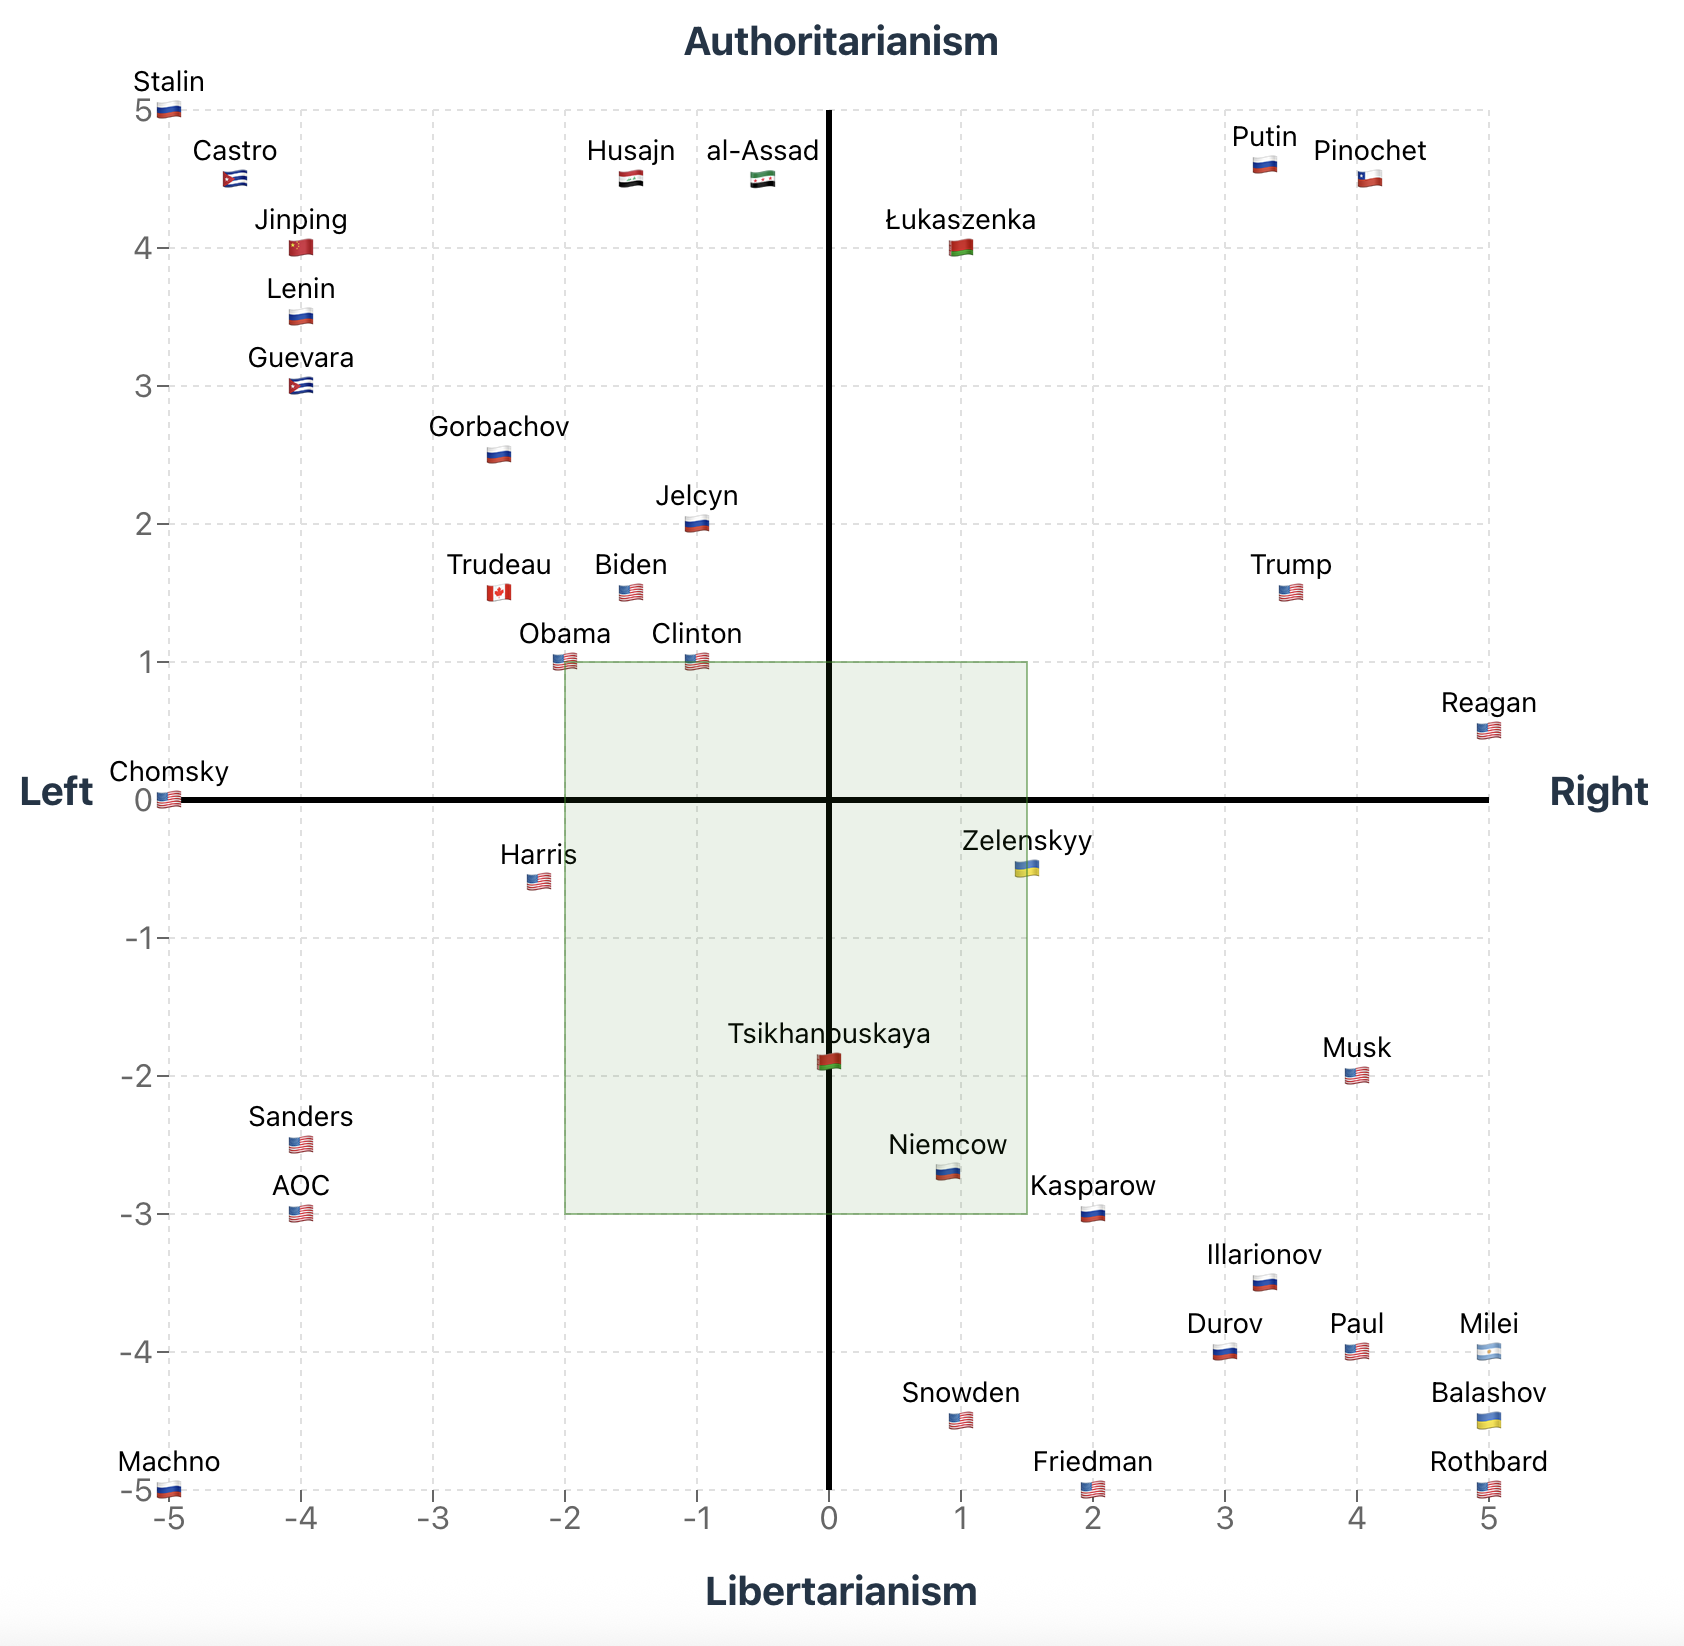 Authoritarianism
Stalin
5
Castro
Husajn
al-Assad
Putin
Pinochet
Jinping
Łukaszenka
4
Lenin
Guevara
3
Gorbachov
Jelcyn
2
Trudeau
Biden
Trump
Obama
Clinton
1
Reagan
Chomsky
Left
0
Right
Zelenskyy
Harris
-1
Tsikhanouskaya
Musk
-2
Sanders
Niemcow
AOC
Kasparow
-3
Illarionov
Durov
Paul
Milei
-4
Snowden
Balashov
Machno
Friedman
Rothbard
-5
-5 -4 -3 -2 -1 0 1 2 3 4 5
Libertarianism